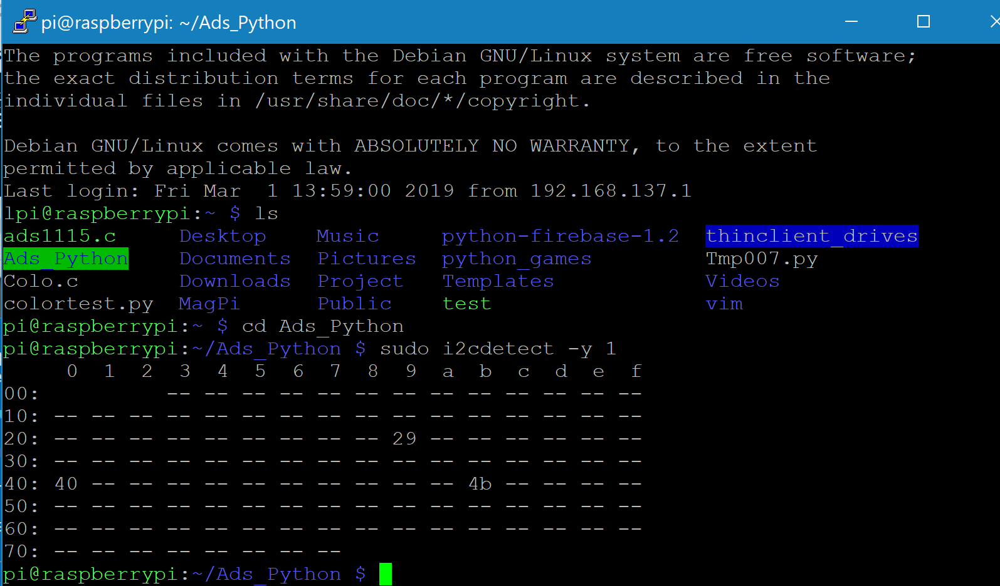 pi@raspberrypi: ~/Ads_Python
The programs included with the Debian GNU/Linux system are free software;
the exact distribution terms for each program are described in the
individual files in /usr/share/doc/*/copyright.
Debian GNU/Linux comes with ABSOLUTELY NO WARRANTY, to the extent
permitted by applicable law.
Last login: Fri Mar  1 13:59:00 2019 from 192.168.137.1
lpi@raspberrypi:~ $ ls
ads1115.c     Desktop    Music     python-firebase-1.2  thinclient_drives
Ads_Python    Documents  Pictures  python_games         Tmp007.py
Colo.c        Downloads  Project   Templates            Videos
colortest.py  MagPi      Public    test                 vim
pi@raspberrypi:~ $ cd Ads_Python
pi@raspberrypi:~/Ads_Python $ sudo i2cdetect -y 1
     0  1  2  3  4  5  6  7  8  9  a  b  c  d  e  f
00:          -- -- -- -- -- -- -- -- -- -- -- -- --
10: -- -- -- -- -- -- -- -- -- -- -- -- -- -- -- --
20: -- -- -- -- -- -- -- -- -- 29 -- -- -- -- -- --
30: -- -- -- -- -- -- -- -- -- -- -- -- -- -- -- --
40: 40 -- -- -- -- -- -- -- -- -- -- 4b -- -- -- --
50: -- -- -- -- -- -- -- -- -- -- -- -- -- -- -- --
60: -- -- -- -- -- -- -- -- -- -- -- -- -- -- -- --
70: -- -- -- -- -- -- -- --
pi@raspberrypi:~/Ads_Python $